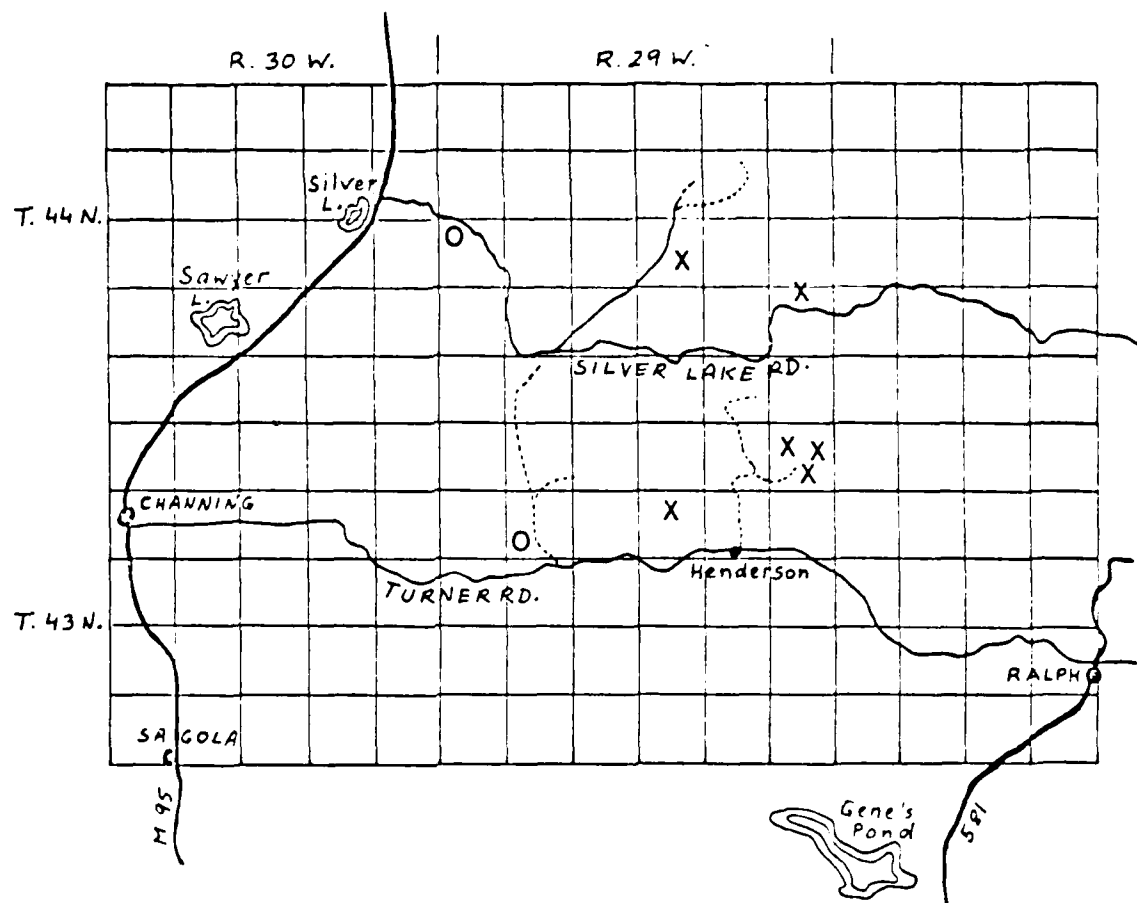 R. 30 W.
R. 29 W.
Silver
L.
T. 44 N.
O
X
Sawyer
L.
X
SILVER LAKE RD.
X X
X
CHANNING
X
O
Henderson
TURNER RD.
T. 43 N.
RALPH
SAGOLA
M 95
Gene's
Pond
581